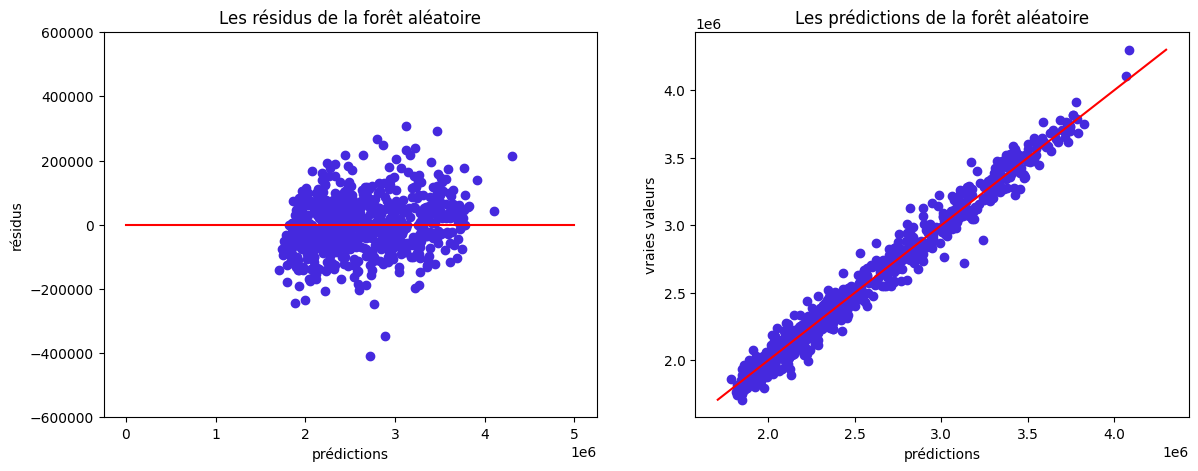 Les résidus de la forêt aléatoire
600000
400000
200000
0
−200000
−400000
−600000
résidus
0 1 2 3 4 5
1e6
prédictions
Les prédictions de la forêt aléatoire
1e6
4.0
3.5
3.0
2.5
2.0
vraies valeurs
2.0 2.5 3.0 3.5 4.0
1e6
prédictions